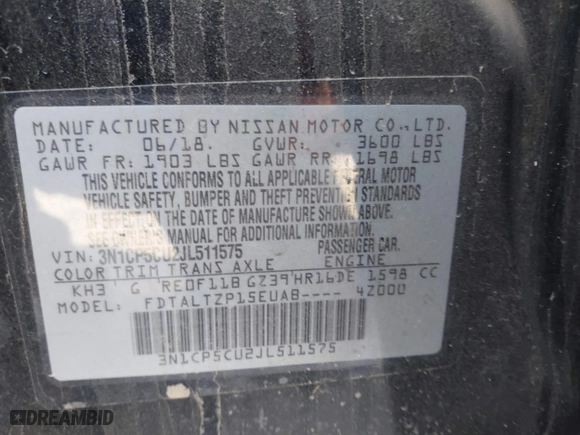 MANUFACTURED BY NISSAN MOTOR CO.,LTD.
DATE: 06/18. GVWR: 3600 LBS
GAWR FR: 1903 LBS GAWR RR: 1698 LBS
THIS VEHICLE CONFORMS TO ALL APPLICABLE FEDERAL MOTOR
VEHICLE SAFETY, BUMPER AND THEFT PREVENTION STANDARDS
IN EFFECT ON THE DATE OF MANUFACTURE SHOWN ABOVE.
MANUAL FOR ADDITIONAL INFORMATION.
VIN: 3N1CP5CU2JL511575 PASSENGER CAR.
COLOR TRIM TRANS AXLE ENGINE
KH3 G RE0F11B GZ39 HR16DE 1598 CC
MODEL: FDTALTZP15EUAB---- 42000
3N1CP5CU2JL511575
DREAMBID